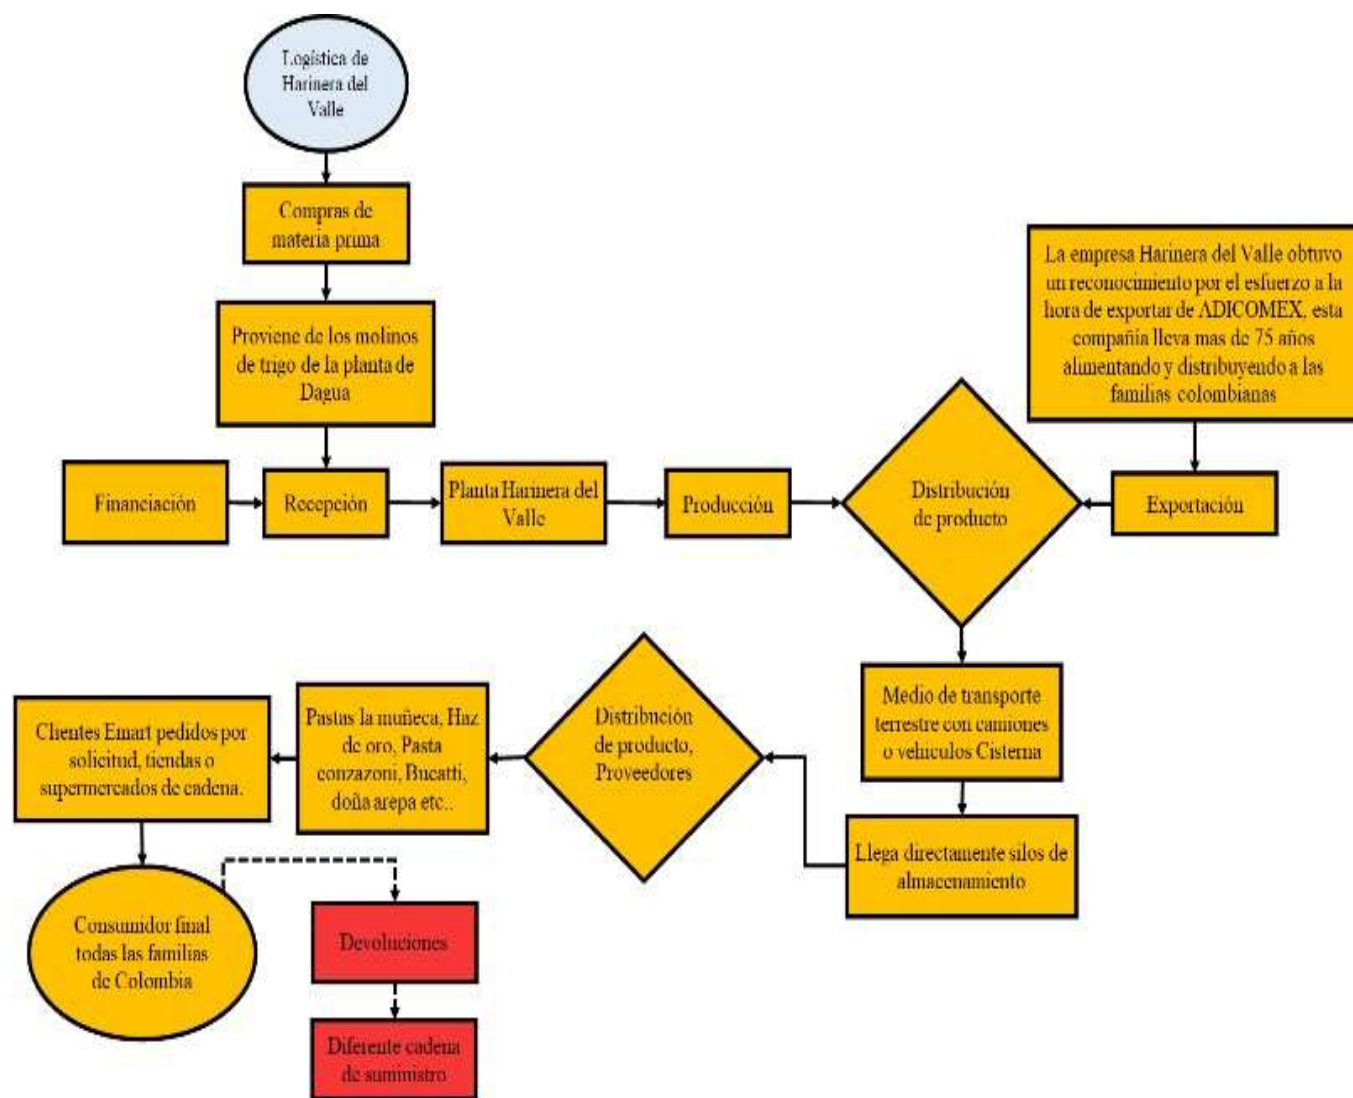 Logística de
Harinera del
Valle
Compras de
materia prima
Proviene de los molinos
de trigo de la planta de
Dagua
La empresa Harinera del Valle obtuvo
un reconocimiento por el esfuerzo a la
hora de exportar de ADICOMEX, esta
compañía lleva mas de 75 años
alimentando y distribuyendo a las
familias colombianas
Financiación
Recepción
Planta Harinera del
Valle
Producción
Distribución
de producto
Exportación
Medio de transporte
terrestre con camiones
o vehiculos Cisterna
Llega directamente silos de
almacenamiento
Distribución
de producto,
Proveedores
Pastas la muñeca, Haz
de oro, Pasta
conzazoni, Bucatti,
doña arepa etc..
Clientes Emart pedidos por
solicitud, tiendas o
supermercados de cadena.
Consumidor final
todas las familias
de Colombia
Devoluciones
Diferente cadena
de suministro